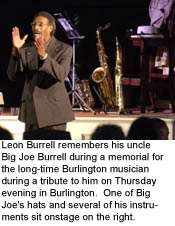 Leon Burrell remembers his uncle
Big Joe Burrell during a memorial for
the long-time Burlington musician
during a tribute to him on Thursday
evening in Burlington.  One of Big
Joe's hats and several of his instru-
ments sit onstage on the right.